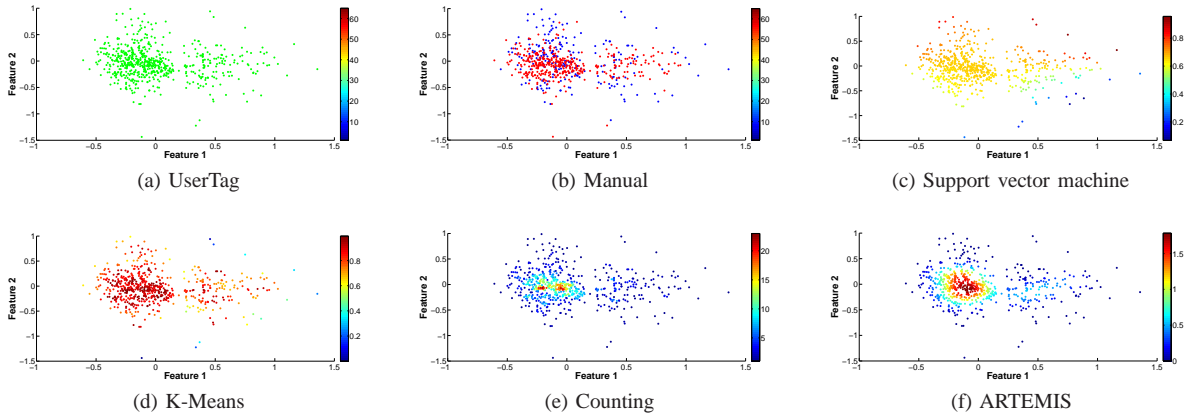 1
0.5
0
−0.5
−1
−1.5
Feature 2
−1 −0.5 0 0.5 1 1.5
Feature 1
60
50
40
30
20
10
(a) UserTag
1
0.5
0
−0.5
−1
−1.5
Feature 2
−1 −0.5 0 0.5 1 1.5
Feature 1
60
50
40
30
20
10
(b) Manual
1
0.5
0
−0.5
−1
−1.5
Feature 2
−1 −0.5 0 0.5 1 1.5
Feature 1
0.8
0.6
0.4
0.2
(c) Support vector machine
1
0.5
0
−0.5
−1
−1.5
Feature 2
−1 −0.5 0 0.5 1 1.5
Feature 1
0.8
0.6
0.4
0.2
(d) K-Means
1
0.5
0
−0.5
−1
−1.5
Feature 2
−1 −0.5 0 0.5 1 1.5
Feature 1
20
15
10
5
(e) Counting
1
0.5
0
−0.5
−1
−1.5
Feature 2
−1 −0.5 0 0.5 1 1.5
Feature 1
1.5
1
0.5
0
(f) ARTEMIS